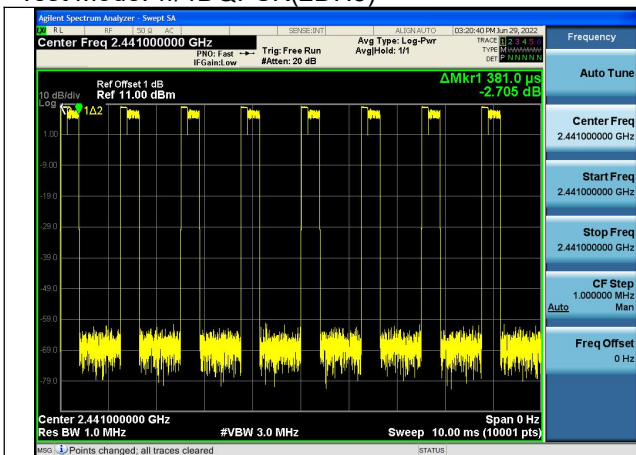 Agilent Spectrum Analyzer - Swept SA
RL RF 50 Ω AC SENSE:INT ALIGN AUTO 03:20:40 PM Jun 29, 2022
Center Freq 2.441000000 GHz
PNO: Fast
IFGain:Low
Trig: Free Run
#Atten: 20 dB
Avg Type: Log-Pwr
Avg|Hold: 1/1
TRACE 1 2 3 4 5 6
TYPE
DET P N N N N N
Frequency
ΔMkr1 381.0 µs
-2.705 dB
Ref Offset 1 dB
Ref 11.00 dBm
10 dB/div
Log
1Δ2
1.00
-9.00
-19.0
-29.0
-39.0
-49.0
-59.0
-69.0
-79.0
Center 2.441000000 GHz
Span 0 Hz
Res BW 1.0 MHz
#VBW 3.0 MHz
Sweep 10.00 ms (10001 pts)
MSG Points changed; all traces cleared
STATUS
Auto Tune
Center Freq
2.441000000 GHz
Start Freq
2.441000000 GHz
Stop Freq
2.441000000 GHz
CF Step
1.000000 MHz
Auto Man
Freq Offset
0 Hz